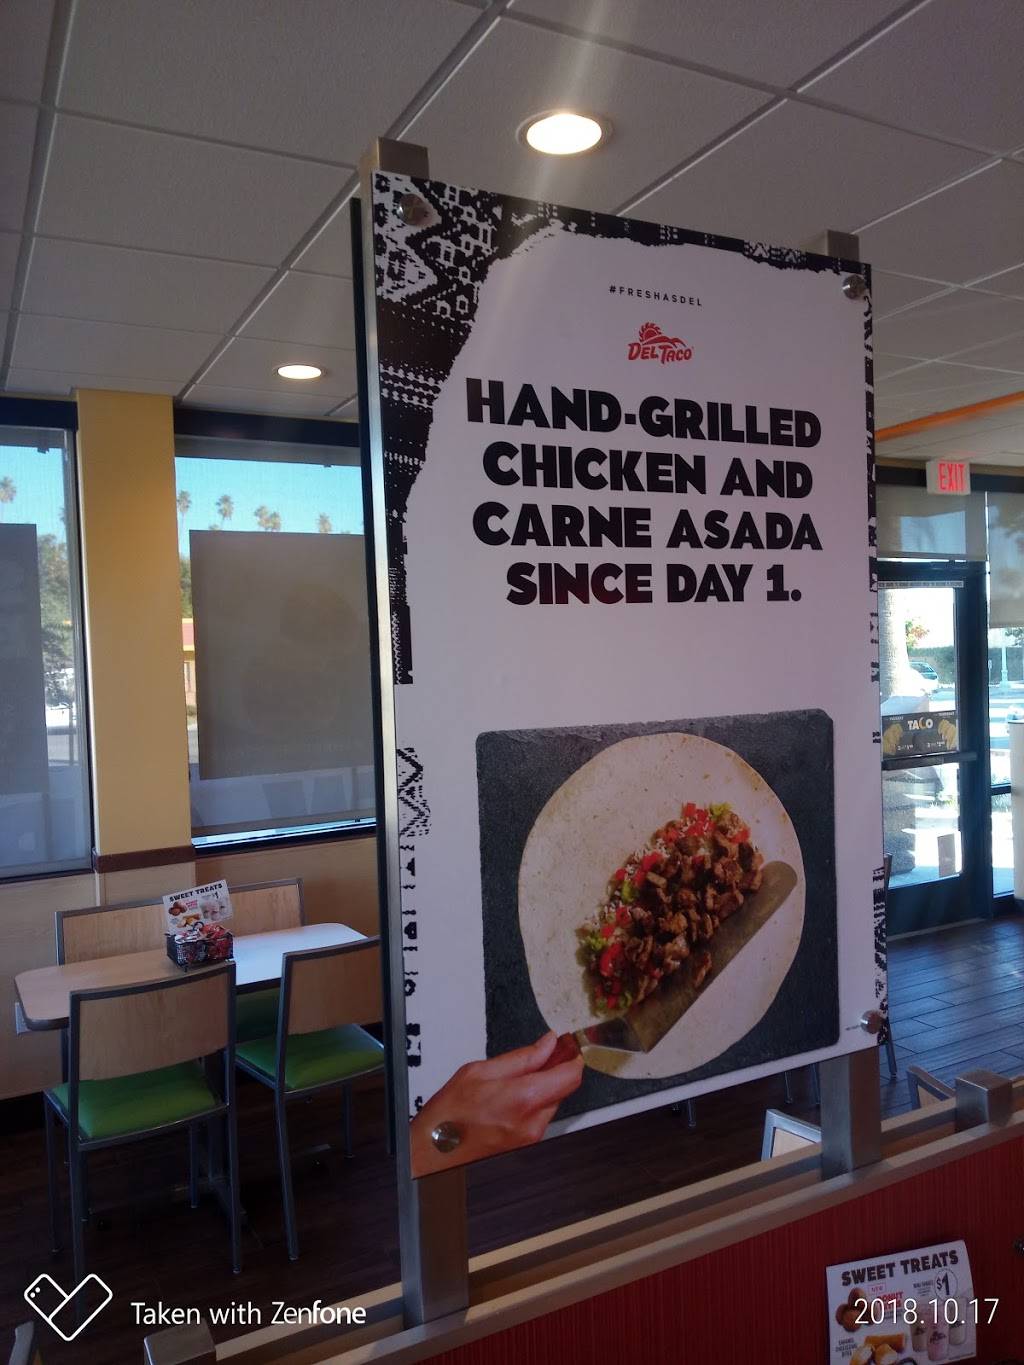 #FRESHASDEL
DEL TACO
HAND-GRILLED
CHICKEN AND
CARNE ASADA
SINCE DAY 1.
EXIT
TACO
SWEET TREATS
$1
SWEET TREATS
$1
Taken with Zenfone
2018.10.17